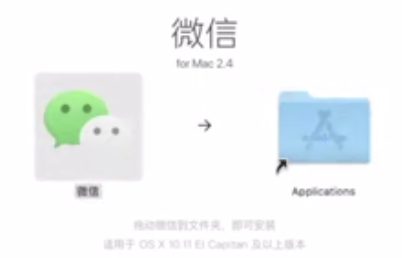 微信
for Mac 2.4
微信
Applications
拖动微信到文件夹，即可安装
适用于 OS X 10.11 El Capitan 及以上版本